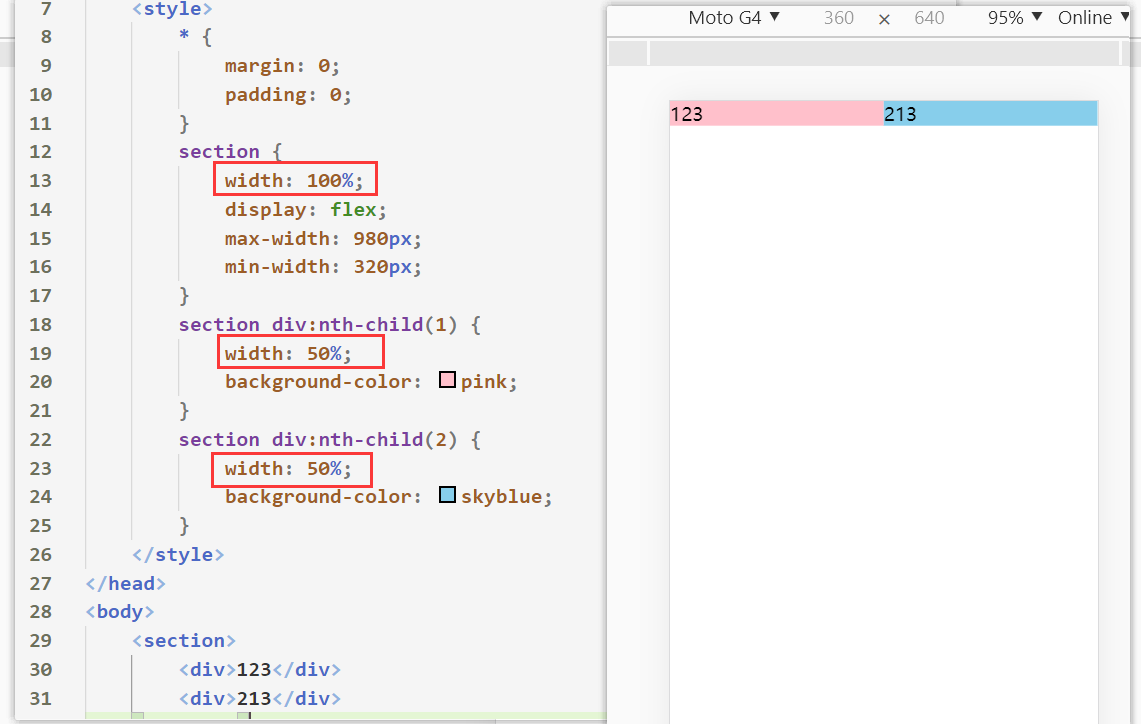 7 <style>
8 * {
9 margin: 0;
10 padding: 0;
11 }
12 section {
13 width: 100%;
14 display: flex;
15 max-width: 980px;
16 min-width: 320px;
17 }
18 section div:nth-child(1) {
19 width: 50%;
20 background-color: pink;
21 }
22 section div:nth-child(2) {
23 width: 50%;
24 background-color: skyblue;
25 }
26 </style>
27 </head>
28 <body>
29 <section>
30 <div>123</div>
31 <div>213</div>
Moto G4 ▼ 360 × 640 95% ▼ Online ▼
123 213